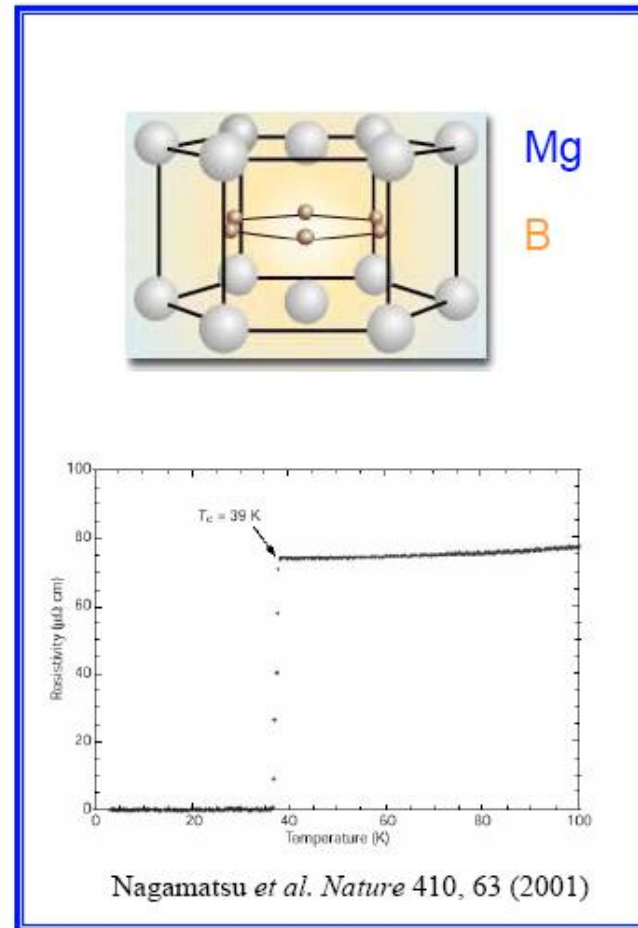 Mg
B
100
80
60
40
20
0
Resistivity (μΩ cm)
Tc = 39 K
0 20 40 60 80 100
Temperature (K)
Nagamatsu et al. Nature 410, 63 (2001)